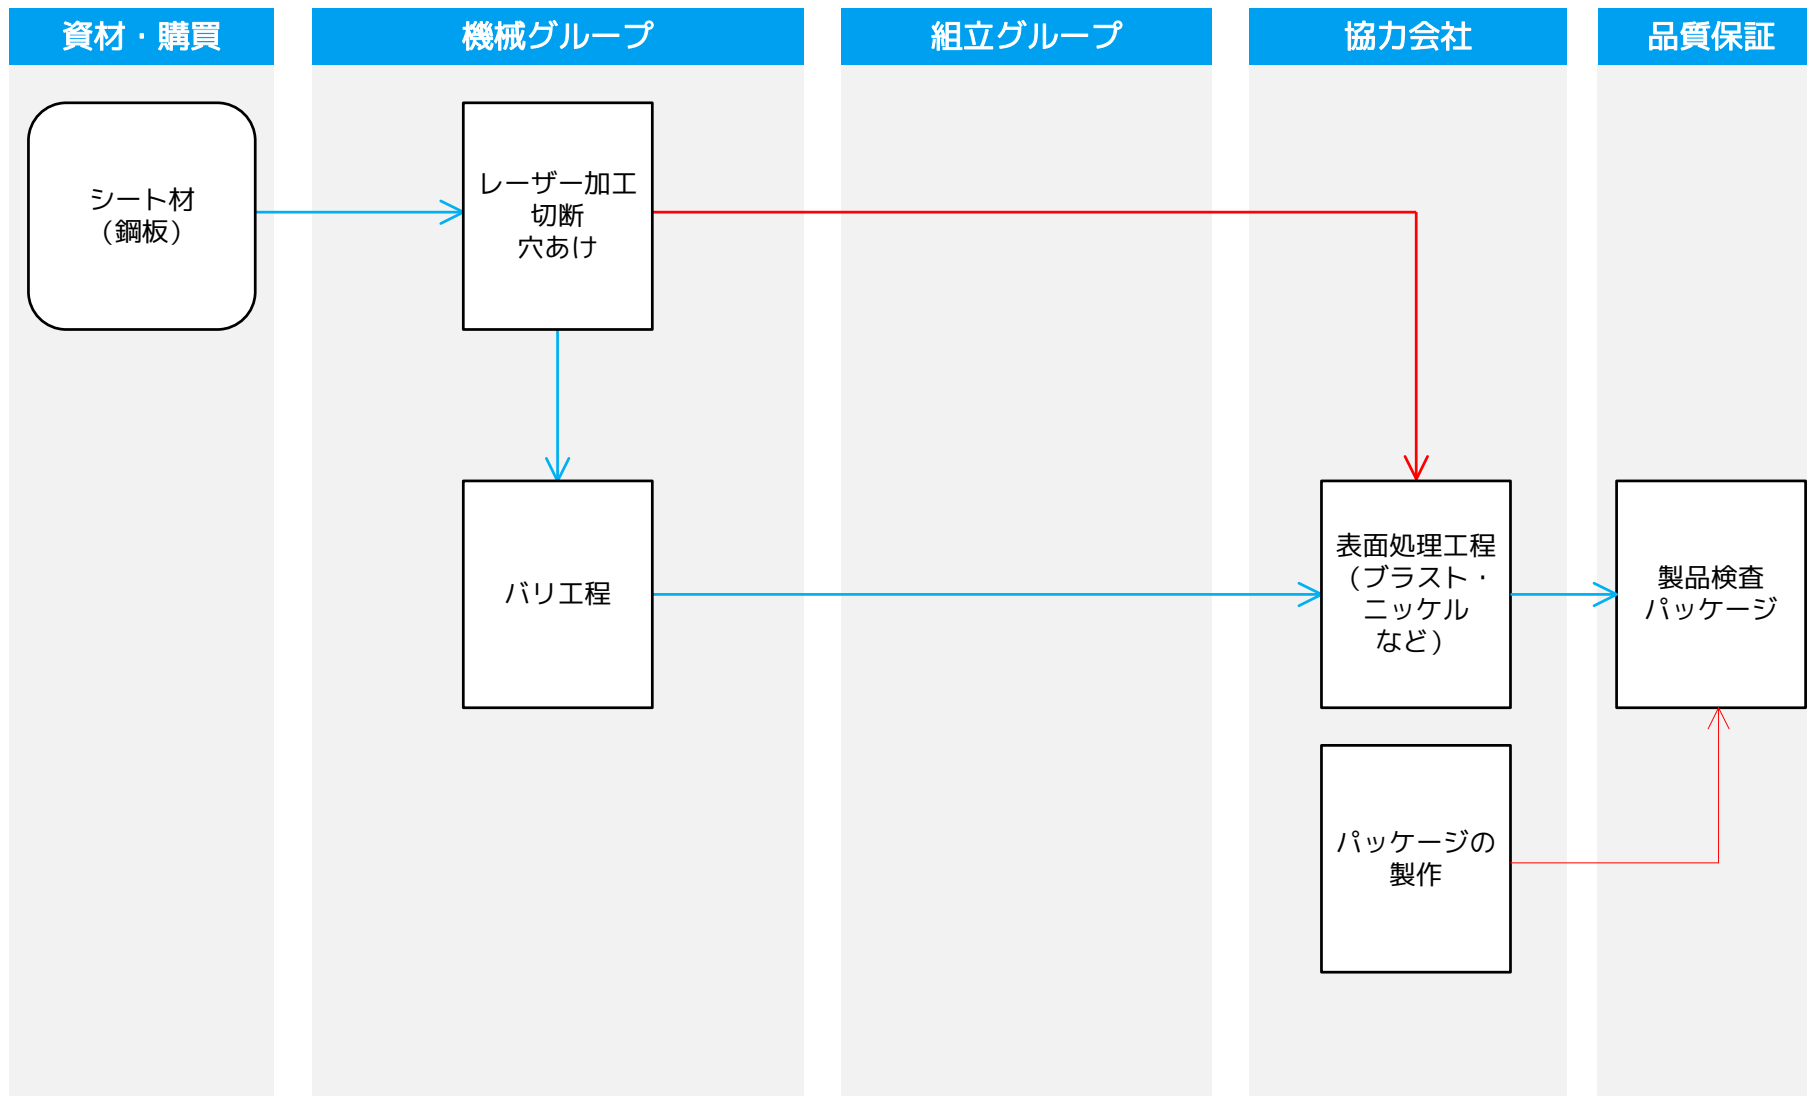 資材・購買
機械グループ
組立グループ
協力会社
品質保証
シート材
（鋼板）
レーザー加工
切断
穴あけ
バリ工程
表面処理工程
（ブラスト・
ニッケル
など）
製品検査
パッケージ
パッケージの
製作